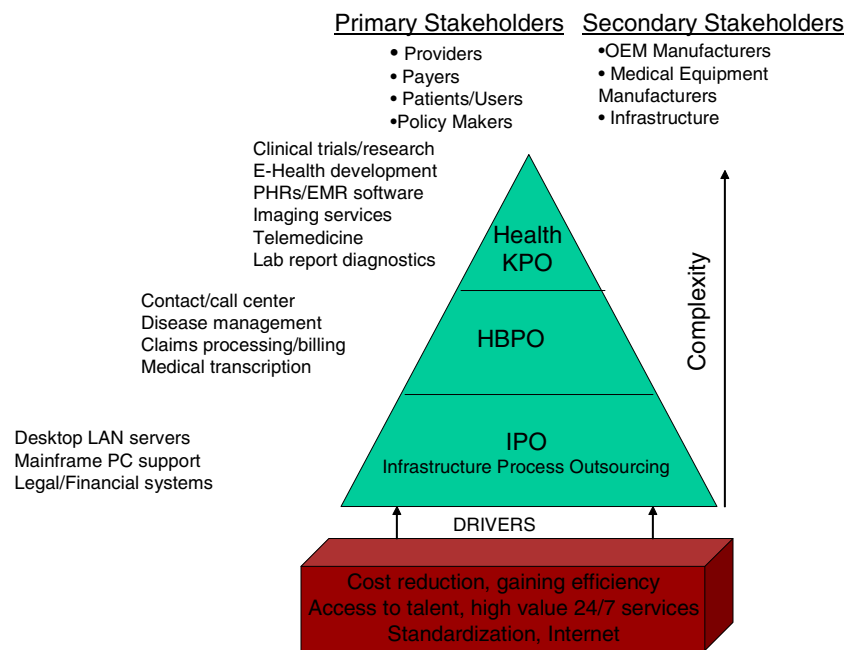 Primary Stakeholders
• Providers
• Payers
• Patients/Users
•Policy Makers
Secondary Stakeholders
•OEM Manufacturers
• Medical Equipment
Manufacturers
• Infrastructure
Clinical trials/research
E-Health development
PHRs/EMR software
Imaging services
Telemedicine
Lab report diagnostics
Health
KPO
Complexity
Contact/call center
Disease management
Claims processing/billing
Medical transcription
HBPO
Desktop LAN servers
Mainframe PC support
Legal/Financial systems
IPO
Infrastructure Process Outsourcing
DRIVERS
Cost reduction, gaining efficiency
Access to talent, high value 24/7 services
Standardization, Internet